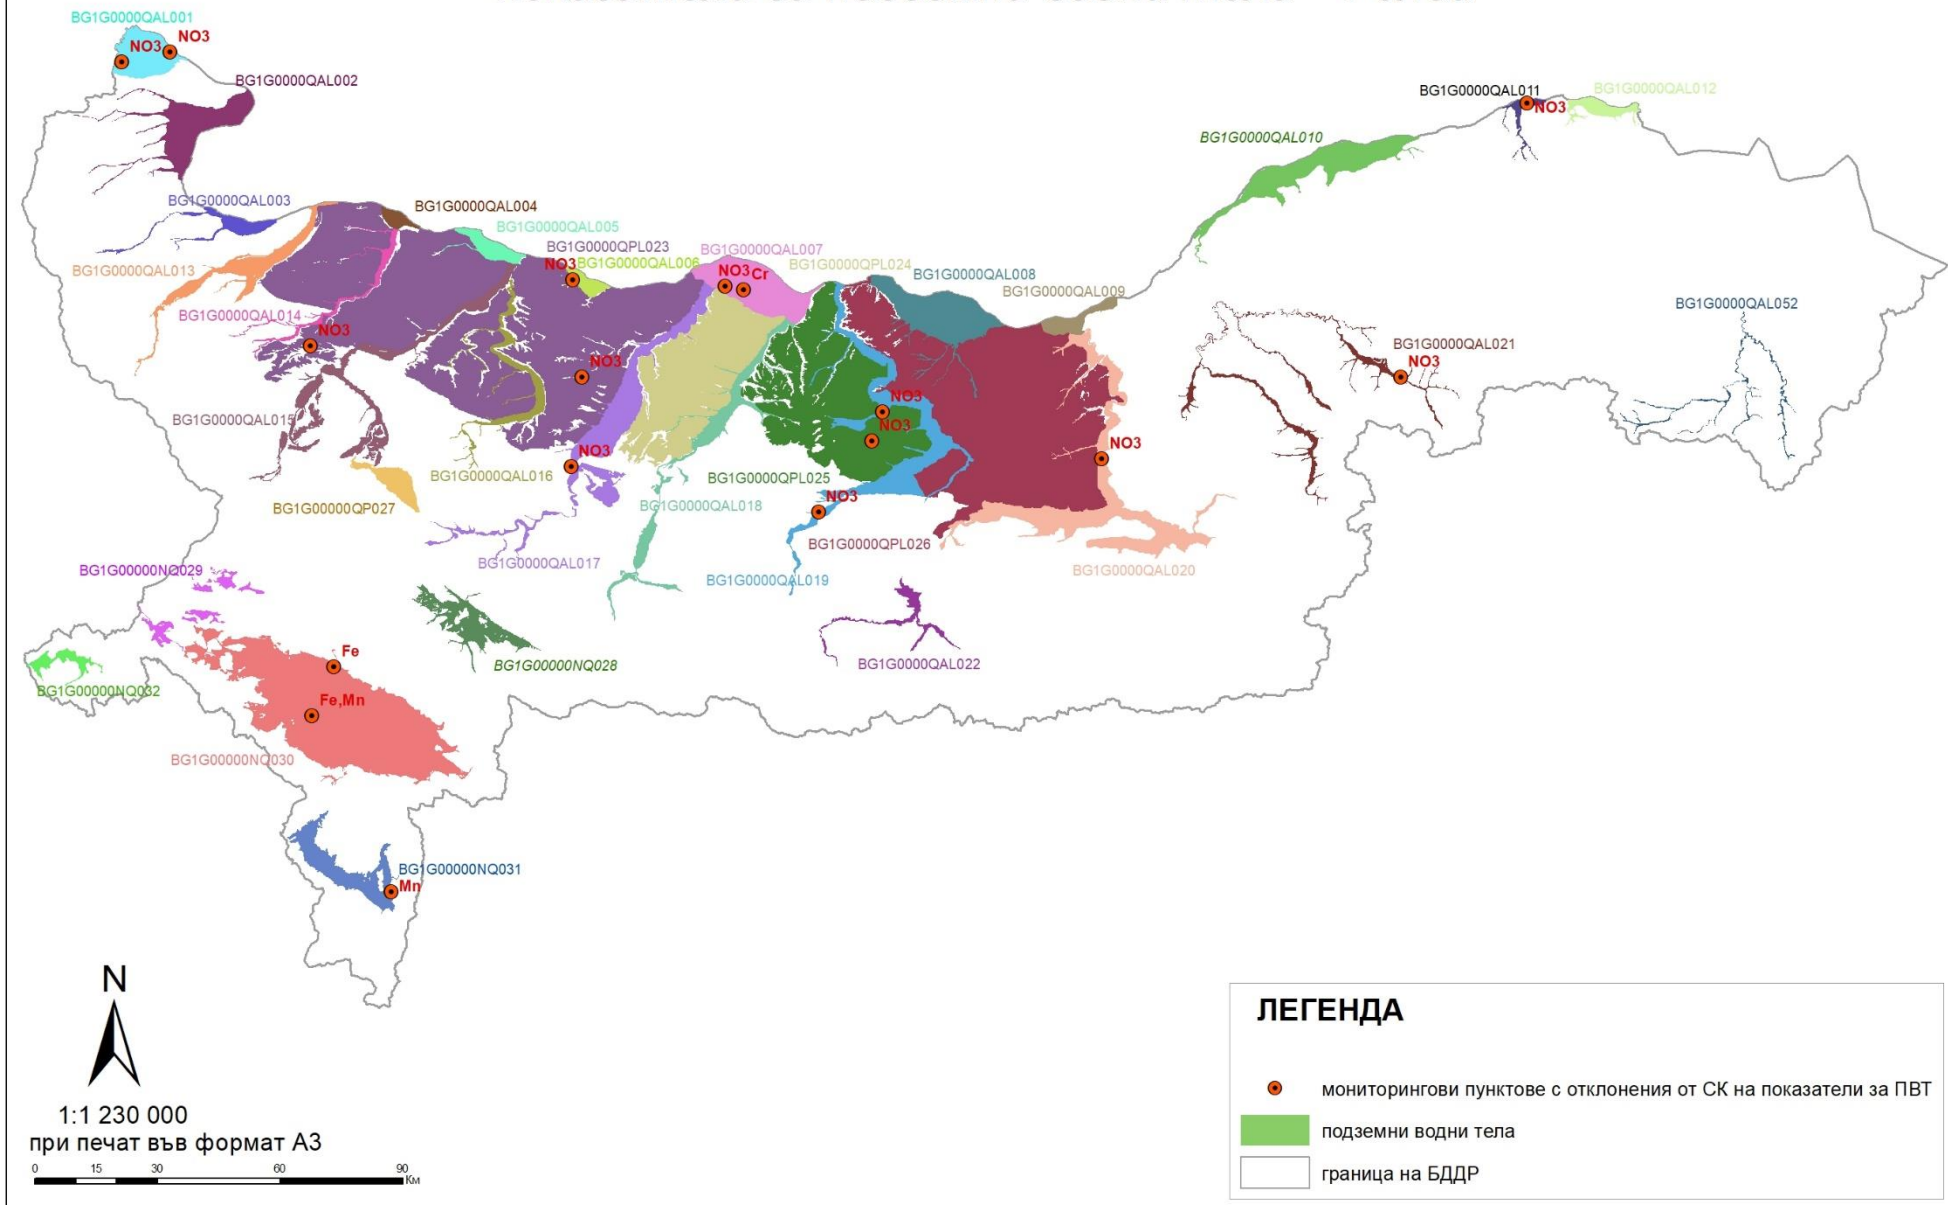 BG1G0000QAL001
NO3
NO3
BG1G0000QAL002
BG1G0000QAL011
NO3
BG1G0000QAL012
BG1G0000QAL010
BG1G0000QAL003
BG1G0000QAL004
BG1G0000QAL005
BG1G0000QPL023
BG1G0000QAL007
NO3
BG1G0000QAL006
BG1G0000QPL024
BG1G0000QAL013
NO3
Cr
BG1G0000QAL008
BG1G0000QAL009
BG1G0000QAL052
BG1G0000QAL014
NO3
BG1G0000QAL021
NO3
NO3
NO3
BG1G0000QAL015
NO3
NO3
NO3
BG1G0000QAL016
BG1G0000QPL025
NO3
BG1G00000QP027
BG1G0000QAL018
BG1G0000QPL026
BG1G0000QAL017
BG1G00000NQ029
BG1G0000QAL019
BG1G0000QAL020
Fe
BG1G00000NQ028
BG1G0000QAL022
BG1G00000NQ032
Fe,Mn
BG1G00000NQ030
BG1G00000NQ031
Mn
N
1:1 230 000
при печат във формат А3
0 15 30 60 90
Км
ЛЕГЕНДА
мониторингови пунктове с отклонения от СК на показатели за ПВТ
подземни водни тела
граница на БДДР